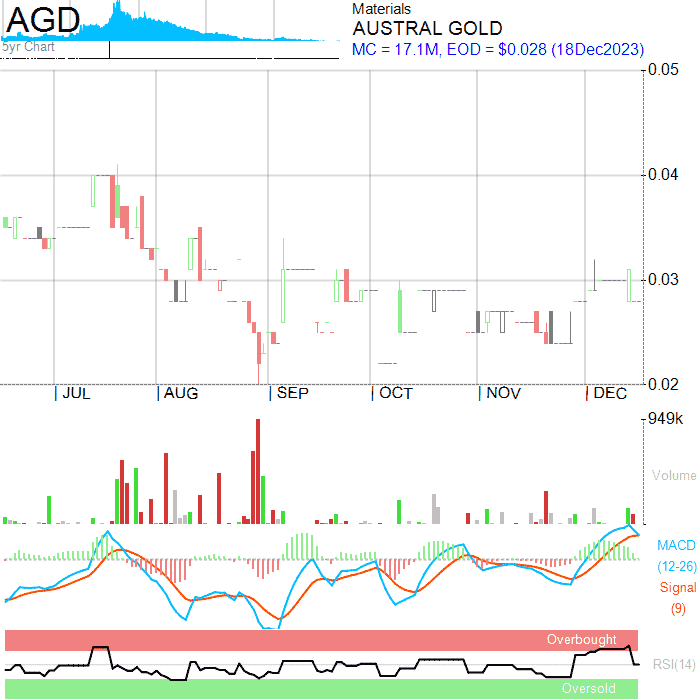 AGD
5yr Chart
Materials
AUSTRAL GOLD
MC = 17.1M, EOD = $0.028 (18Dec2023)
0.05
0.04
0.03
0.02
JUL AUG SEP OCT NOV DEC
949k
Volume
MACD
(12-26)
Signal
(9)
Overbought
RSI(14)
Oversold